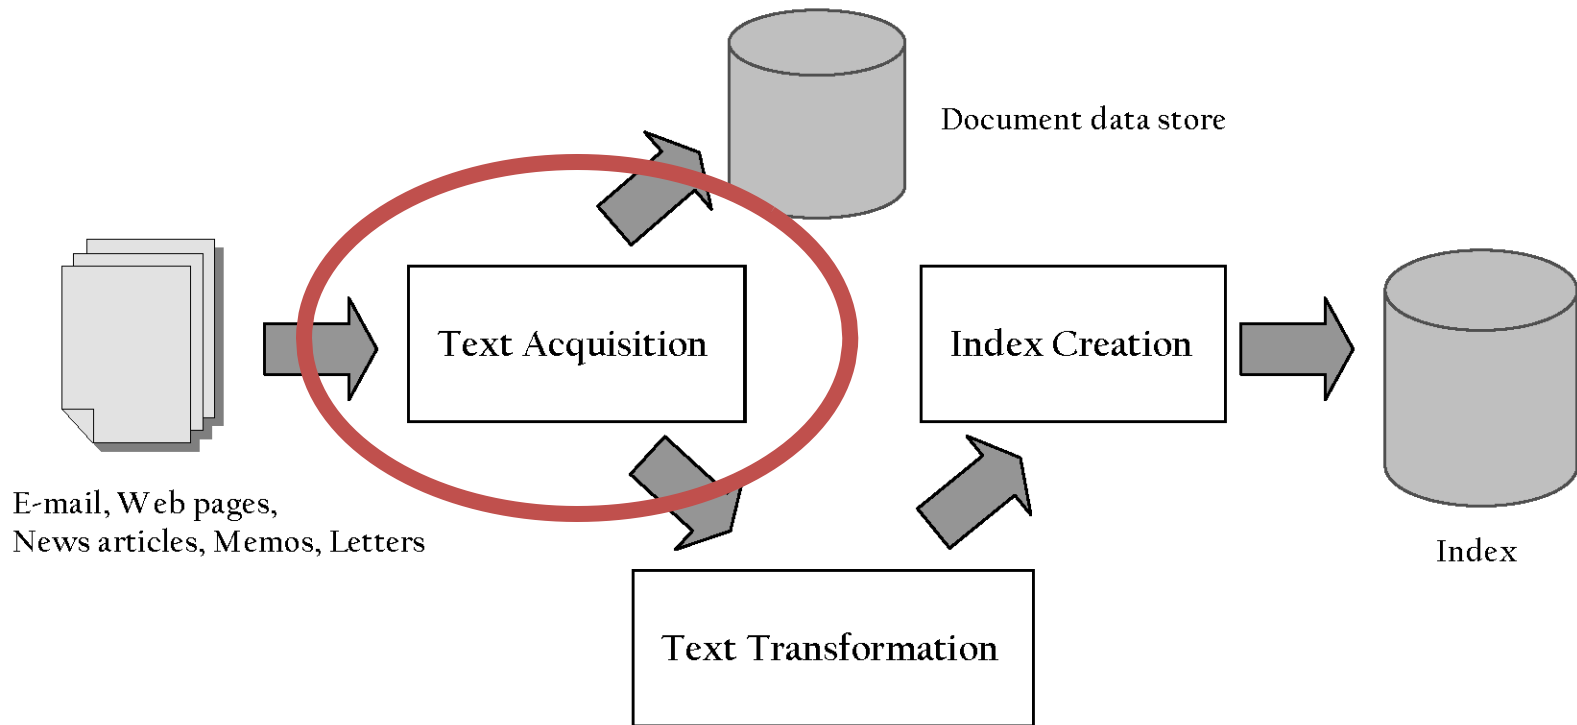 Document data store
Text Acquisition
Index Creation
E-mail, Web pages,
News articles, Memos, Letters
Index
Text Transformation